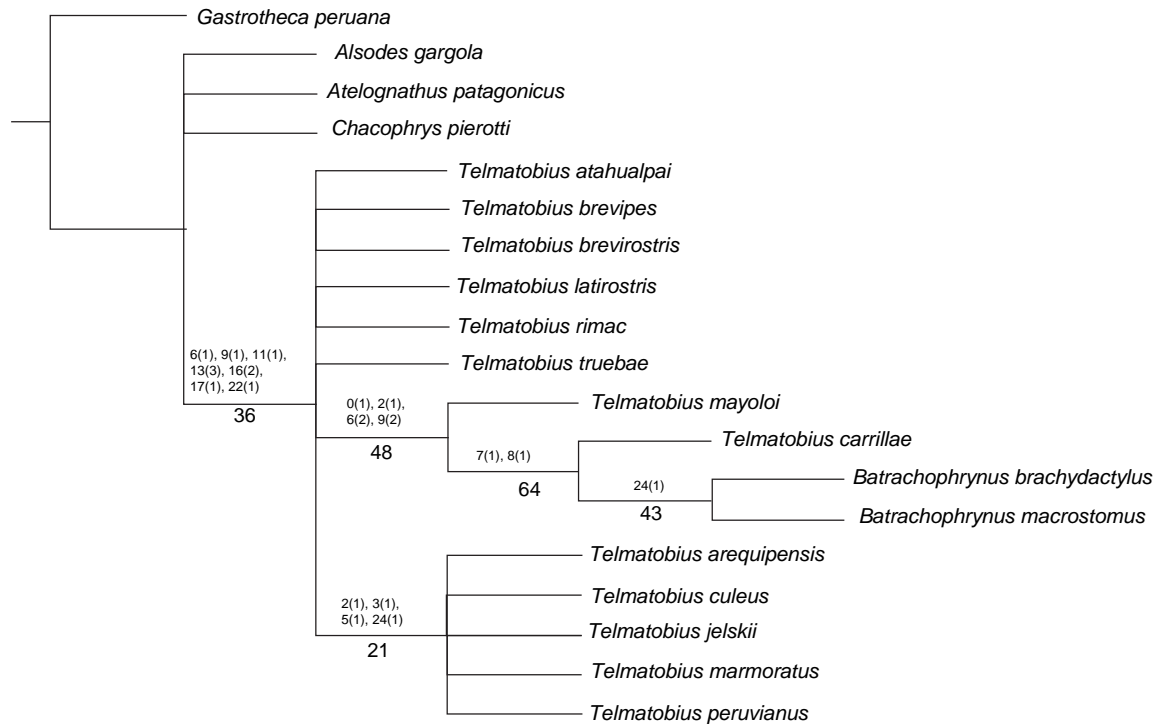 Gastrotheca peruana
Alsodes gargola
Atelognathus patagonicus
Chacophrys pierotti
Telmatobius atahualpai
Telmatobius brevipes
Telmatobius brevirostris
Telmatobius latirostris
Telmatobius rimac
6(1), 9(1), 11(1),
13(3), 16(2),
17(1), 22(1)
36
Telmatobius truebae
0(1), 2(1),
6(2), 9(2)
48
Telmatobius mayoloi
7(1), 8(1)
64
Telmatobius carrillae
24(1)
43
Batrachophrynus brachydactylus
Batrachophrynus macrostomus
2(1), 3(1),
5(1), 24(1)
21
Telmatobius arequipensis
Telmatobius culeus
Telmatobius jelskii
Telmatobius marmoratus
Telmatobius peruvianus